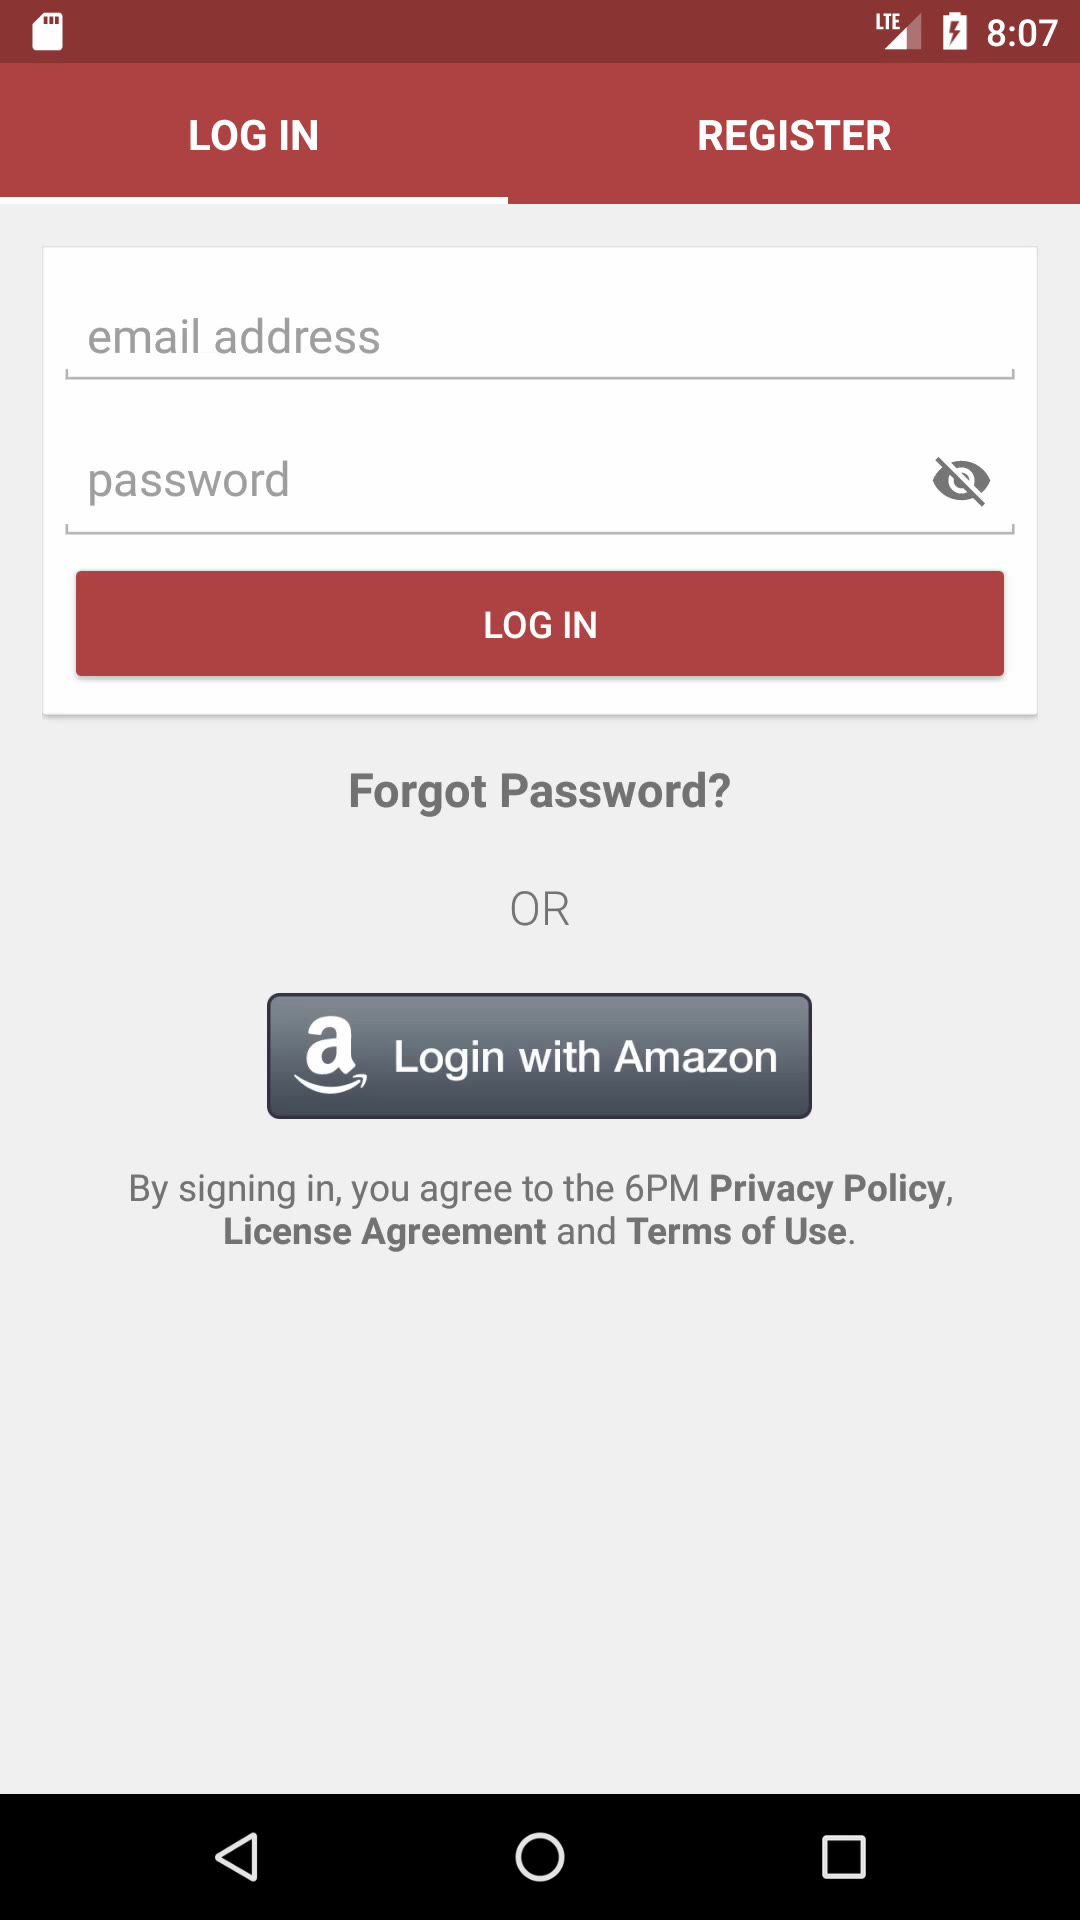 LTE 8:07
LOG IN REGISTER
email address
password
LOG IN
Forgot Password?
OR
a Login with Amazon
By signing in, you agree to the 6PM Privacy Policy,
License Agreement and Terms of Use.